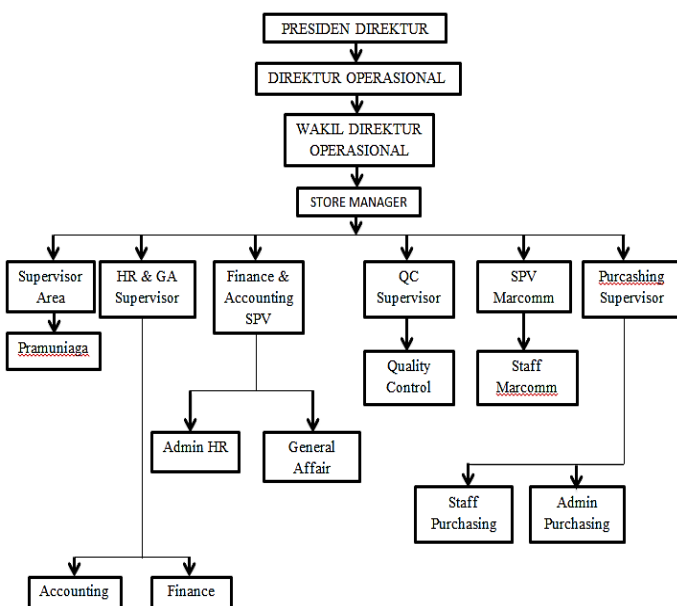 PRESIDEN DIREKTUR
DIREKTUR OPERASIONAL
WAKIL DIREKTUR
OPERASIONAL
STORE MANAGER
Supervisor
Area
HR & GA
Supervisor
Finance &
Accounting
SPV
QC
Supervisor
SPV
Marcomm
Purcashing
Supervisor
Pramuniaga
Quality
Control
Staff
Marcomm
Admin HR
General
Affair
Staff
Purchasing
Admin
Purchasing
Accounting
Finance